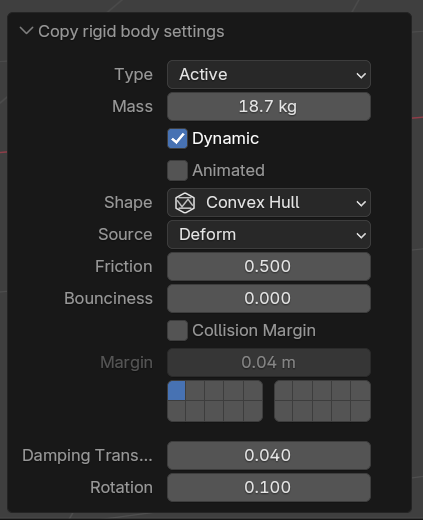 Copy rigid body settings
Type Active
Mass 18.7 kg
Dynamic
Animated
Shape Convex Hull
Source Deform
Friction 0.500
Bounciness 0.000
Collision Margin
Margin 0.04 m
Damping Trans... 0.040
Rotation 0.100